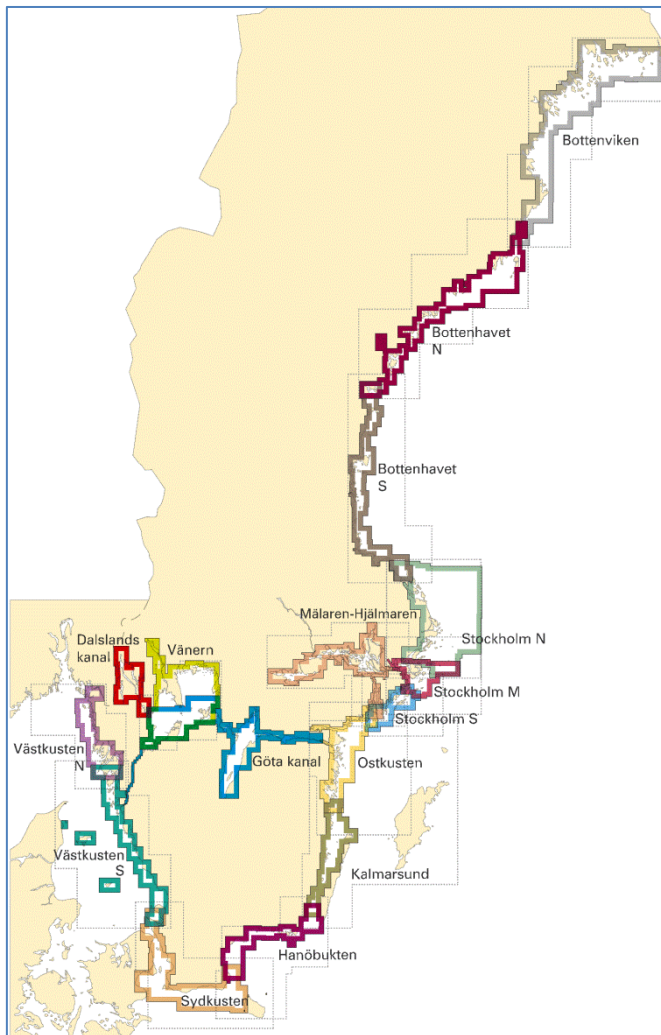 Bottenviken
Bottenhavet
N
Bottenhavet
S
Mälaren-Hjälmaren
Dalslands
kanal
Vänern
Stockholm N
Stockholm M
Stockholm S
Västkusten
N
Göta kanal
Ostkusten
Västkusten
S
Kalmarsund
Hanöbukten
Sydkusten